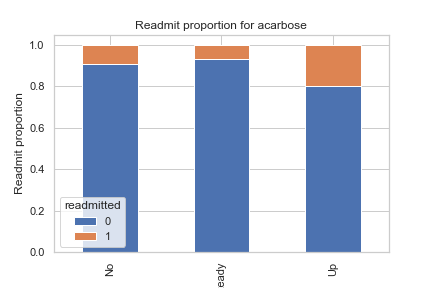 Readmit proportion for acarbose
1.0
0.8
0.6
0.4
0.2
0.0
Readmit proportion
readmitted
0
1
No
eady
Up